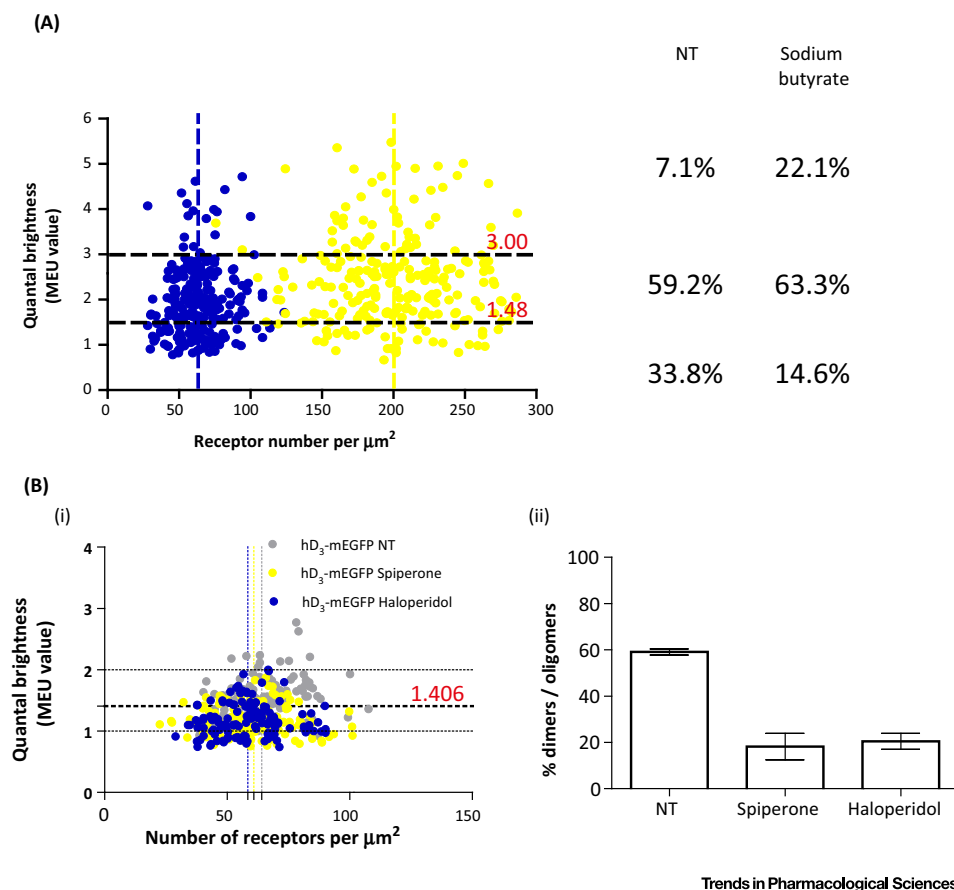 (A)
NT
Sodium
butyrate
6
5
4
3
2
1
0
Quantal brightness
(MEU value)
3.00
1.48
0
50
100
150
200
250
300
Receptor number per μm2
7.1%
22.1%
59.2%
63.3%
33.8%
14.6%
(B)
(i)
4
3
2
1
0
Quantal brightness
(MEU value)
hD3-mEGFP NT
hD3-mEGFP Spiperone
hD3-mEGFP Haloperidol
1.406
0
50
100
150
Number of receptors per μm2
(ii)
100
80
60
40
20
0
% dimers / oligomers
NT
Spiperone
Haloperidol
Trends in Pharmacological Sciences